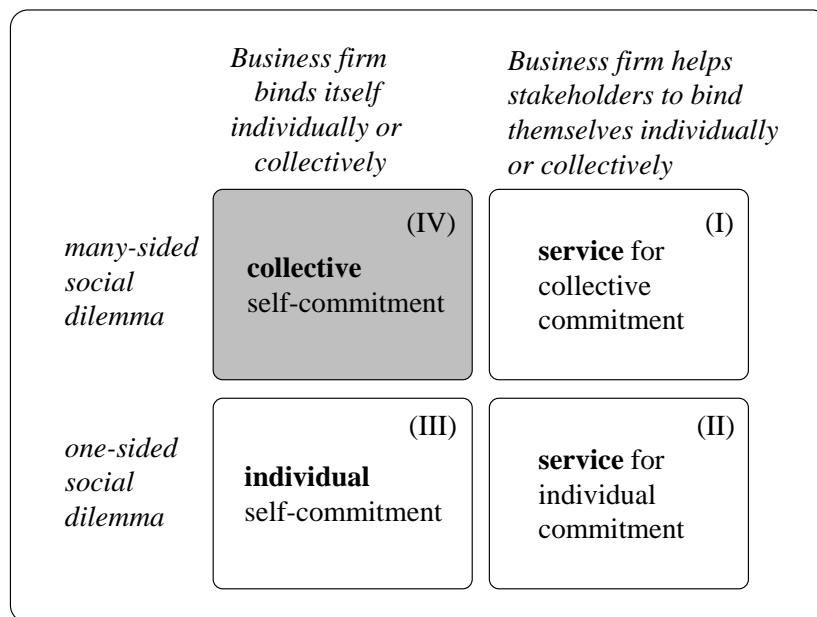 Business firm
binds itself
individually or
collectively
Business firm helps
stakeholders to bind
themselves individually
or collectively
many-sided
social
dilemma
(IV)
collective
self-commitment
(I)
service for
collective
commitment
one-sided
social
dilemma
(III)
individual
self-commitment
(II)
service for
individual
commitment